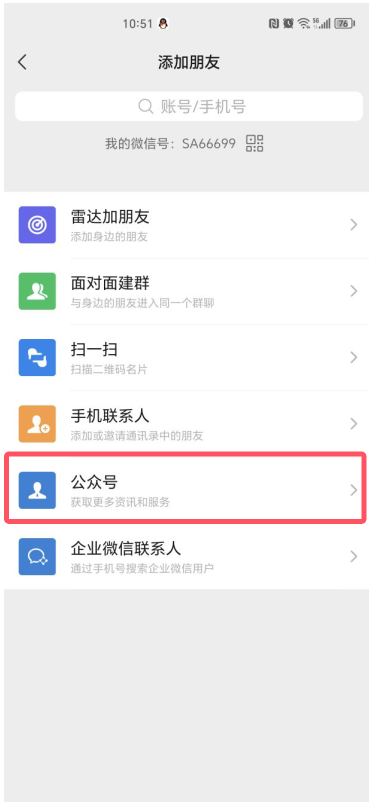 10:51
5G
76
添加朋友
账号/手机号
我的微信号：SA66699
雷达加朋友
添加身边的朋友
面对面建群
与身边的朋友进入同一个群聊
扫一扫
扫描二维码名片
手机联系人
添加或邀请通讯录中的朋友
公众号
获取更多资讯和服务
企业微信联系人
通过手机号搜索企业微信用户